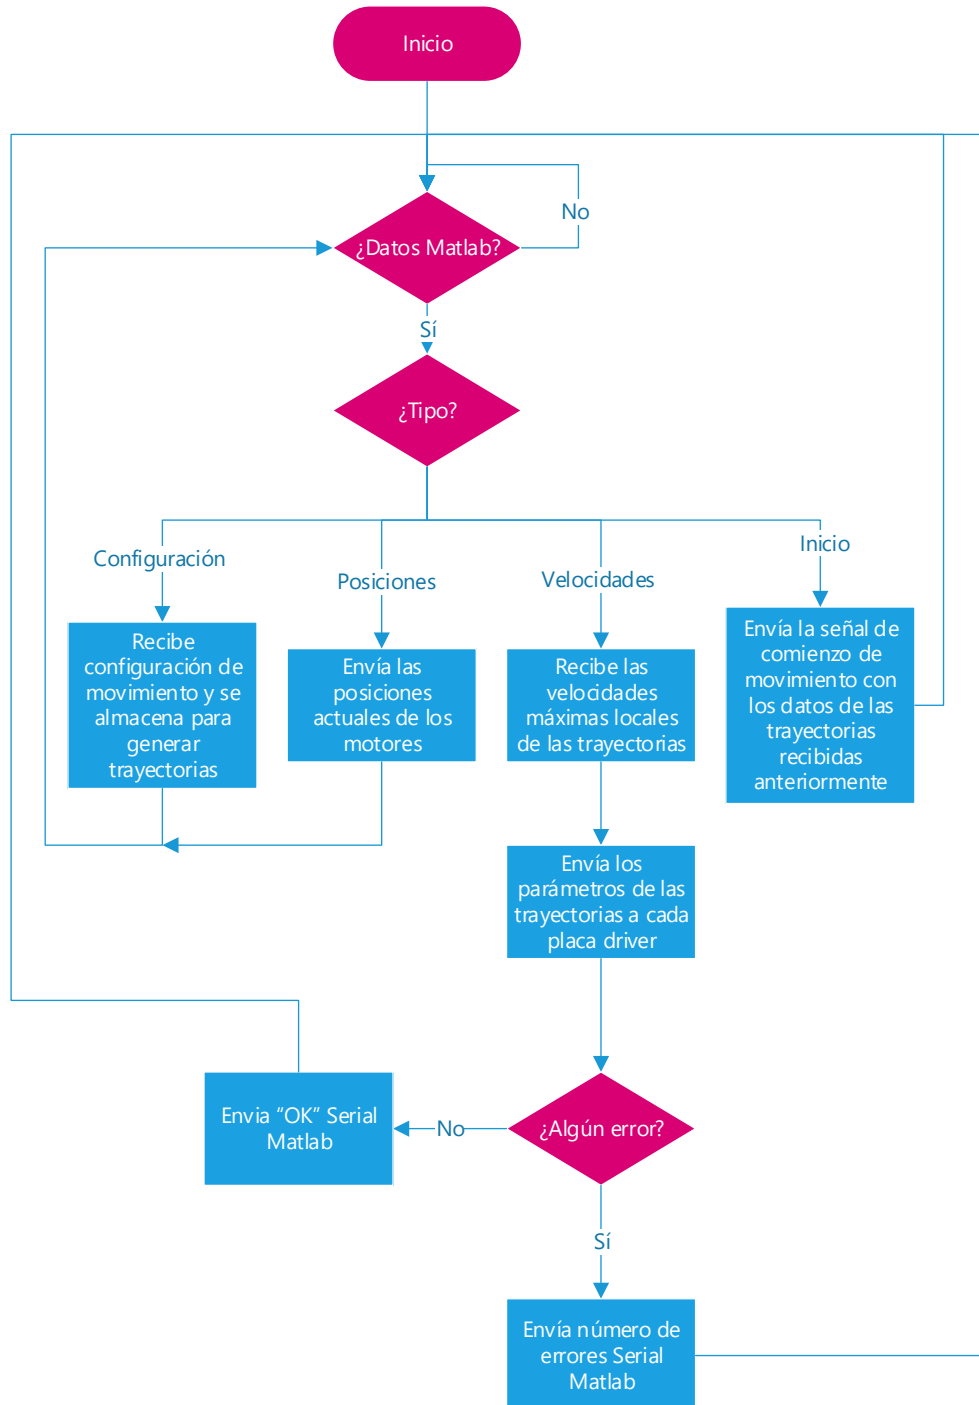 Inicio
No
¿Datos Matlab?
Sí
¿Tipo?
Configuración
Posiciones
Velocidades
Inicio
Recibe
configuración de
movimiento y se
almacena para
generar
trayectorias
Envía las
posiciones
actuales de los
motores
Recibe las
velocidades
máximas locales
de las trayectorias
Envía la señal de
comienzo de
movimiento con
los datos de las
trayectorias
recibidas
anteriormente
Envía los
parámetros de las
trayectorias a cada
placa driver
Envia “OK” Serial
Matlab
No
¿Algún error?
Sí
Envía número de
errores Serial
Matlab